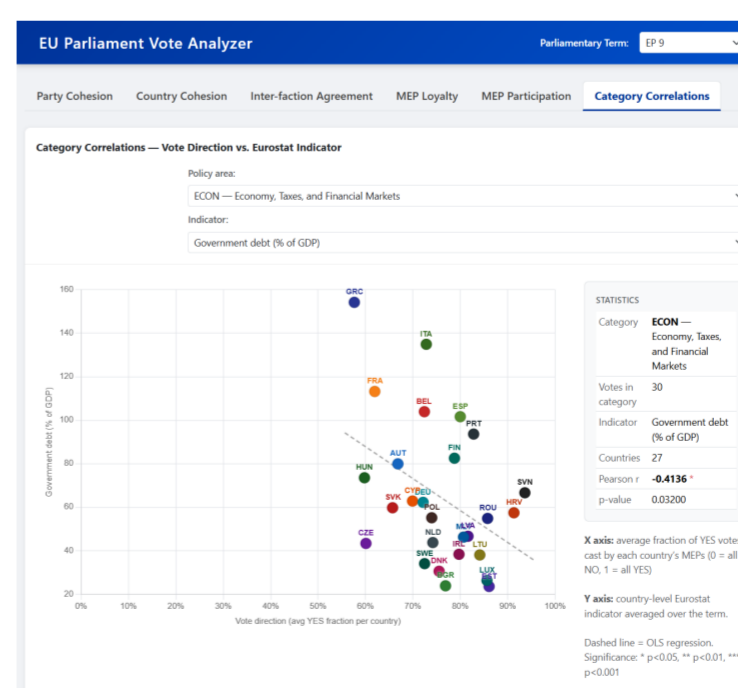 EU Parliament Vote Analyzer
Parliamentary Term:
EP 9
Party Cohesion
Country Cohesion
Inter-faction Agreement
MEP Loyalty
MEP Participation
Category Correlations
Category Correlations — Vote Direction vs. Eurostat Indicator
Policy area:
ECON — Economy, Taxes, and Financial Markets
Indicator:
Government debt (% of GDP)
160
140
120
100
80
60
40
20
Government debt (% of GDP)
GRC
ITA
FRA
BEL
ESP
PRT
FIN
AUT
HUN
SVN
SVK
CYP
DEU
HRV
POL
ROU
CZE
NLD
LVA
IRL
LTU
SWE
DNK
LUX
EST
0%
10%
20%
30%
40%
50%
60%
70%
80%
90%
100%
Vote direction (avg YES fraction per country)
STATISTICS
Category
ECON —
Economy, Taxes,
and Financial
Markets
Votes in
category
30
Indicator
Government debt
(% of GDP)
Countries
27
Pearson r
-0.4136 *
p-value
0.03200
X axis: average fraction of YES votes
cast by each country's MEPs (0 = all
NO, 1 = all YES)
Y axis: country-level Eurostat
indicator averaged over the term.
Dashed line = OLS regression.
Significance: * p<0.05, ** p<0.01, ***
p<0.001